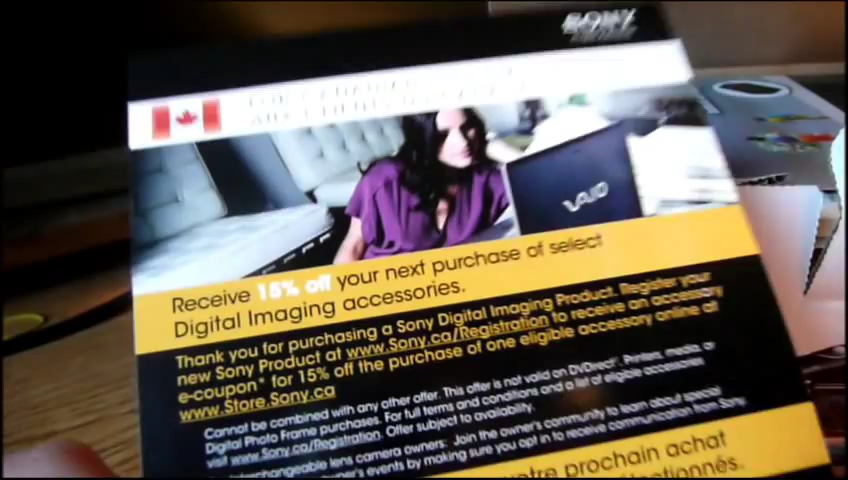 SONY
VAIO
Receive 15% off your next purchase of select
Digital Imaging accessories.
Thank you for purchasing a Sony Digital Imaging Product. Register your
new Sony Product at www.Sony.ca/Registration to receive an accessory
e-coupon* for 15% off the purchase of one eligible accessory online at
www.Store.Sony.ca
Cannot be combined with any other offer. This offer is not valid on DVDirect, Printers, media, or
Digital Photo Frame purchases. For full terms and conditions and a list of eligible accessories
visit www.Sony.ca/Registration. Offer subject to availability.
Interchangeable lens camera owners: Join the owner's community to learn about special
owner's events by making sure you opt in to receive communication from Sony.
votre prochain achat